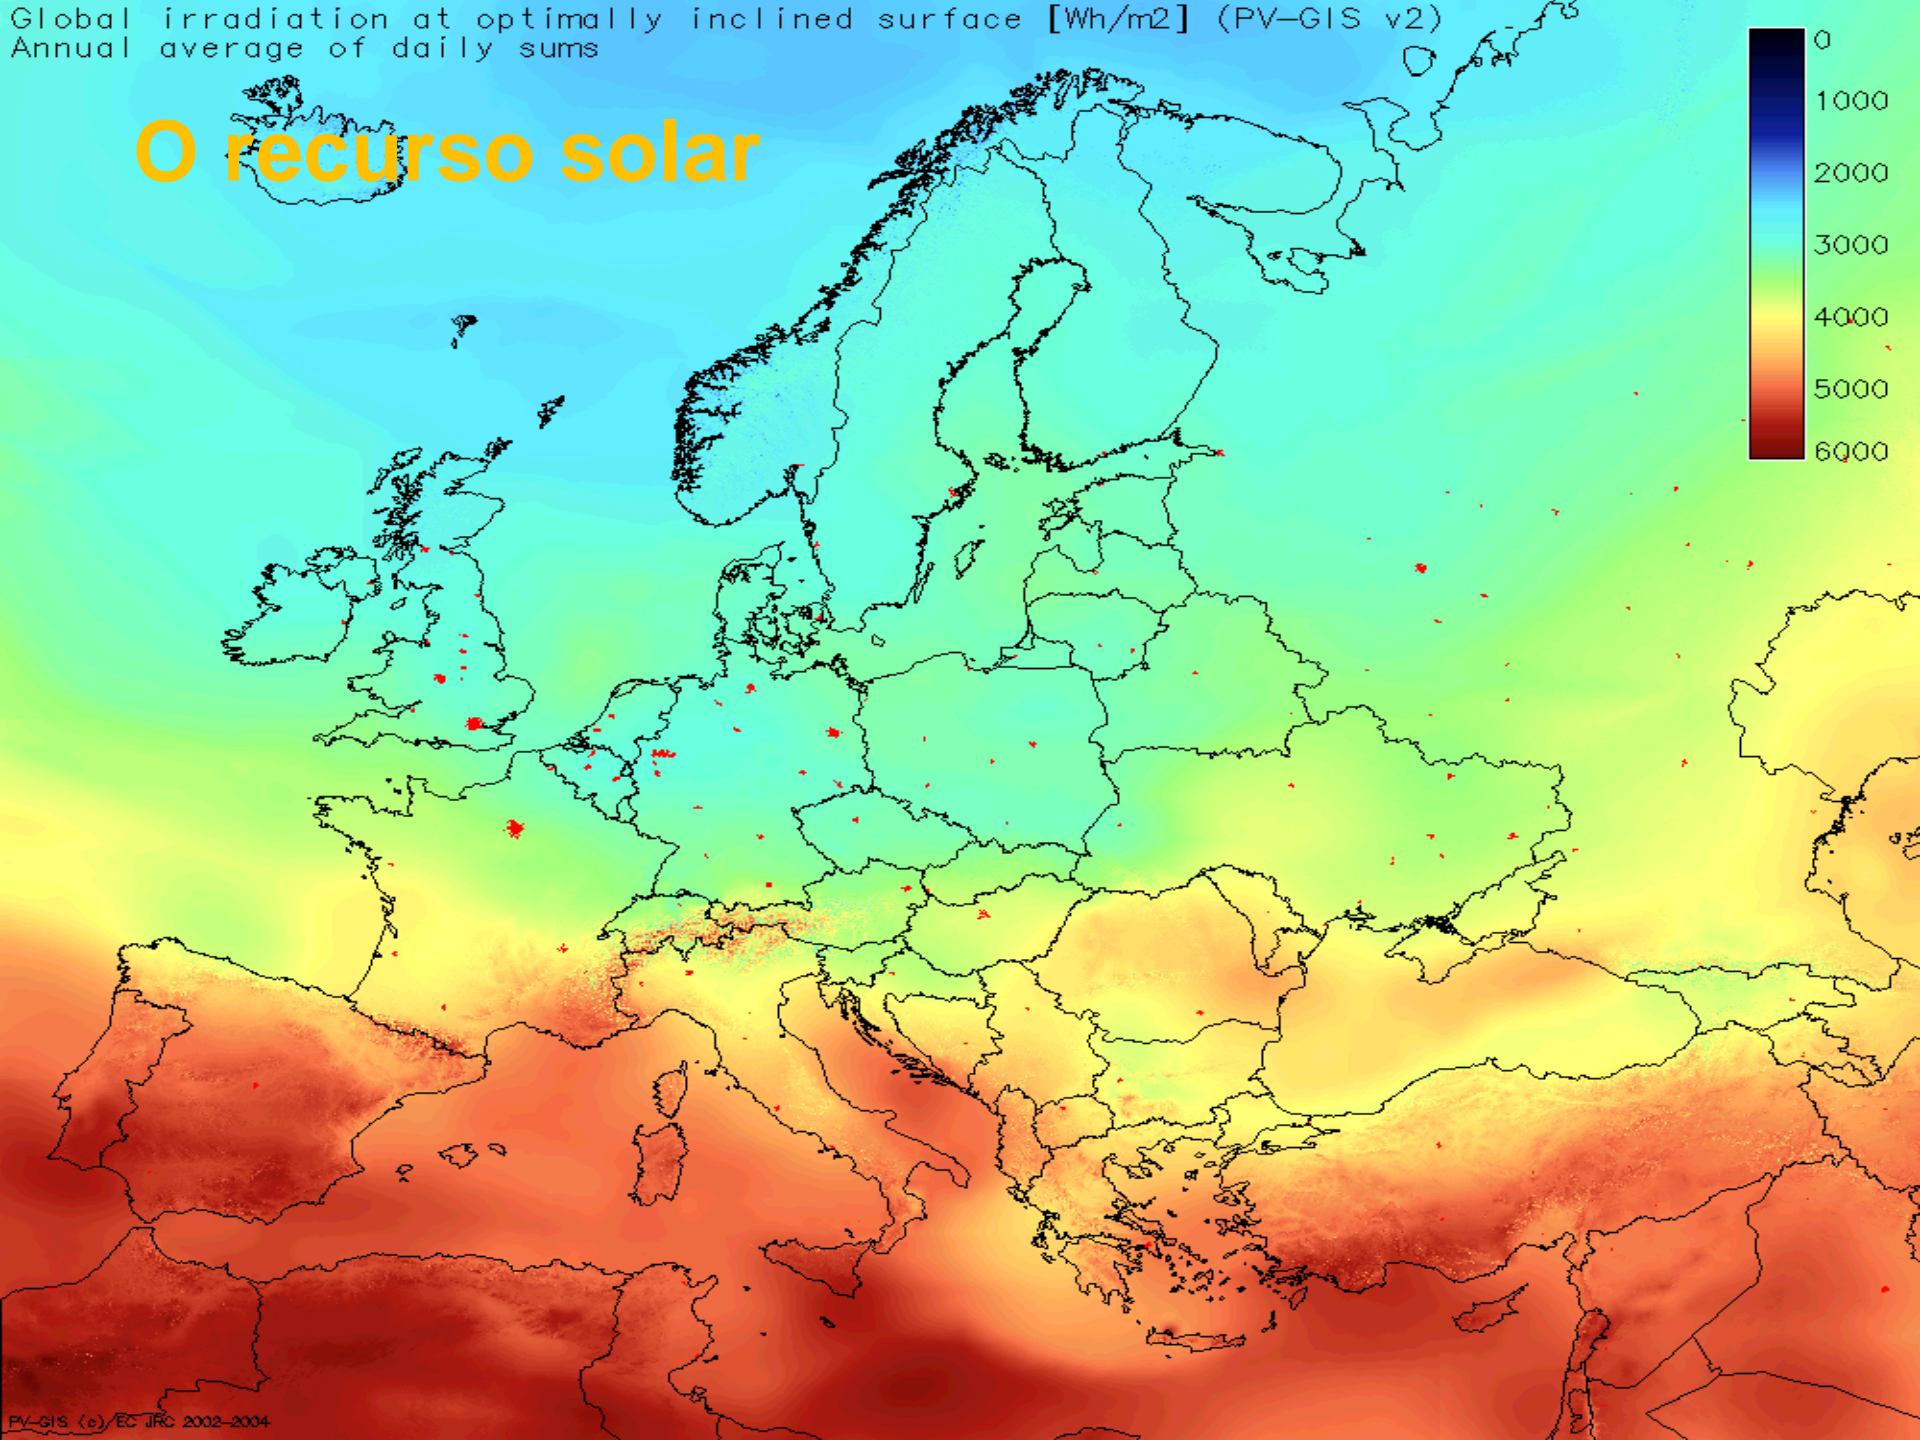 Global irradiation at optimally inclined surface [Wh/m2] (PV-GIS v2)
Annual average of daily sums
O recurso solar
0
1000
2000
3000
4000
5000
6000
PV-GIS (c) EC JRC 2002-2004